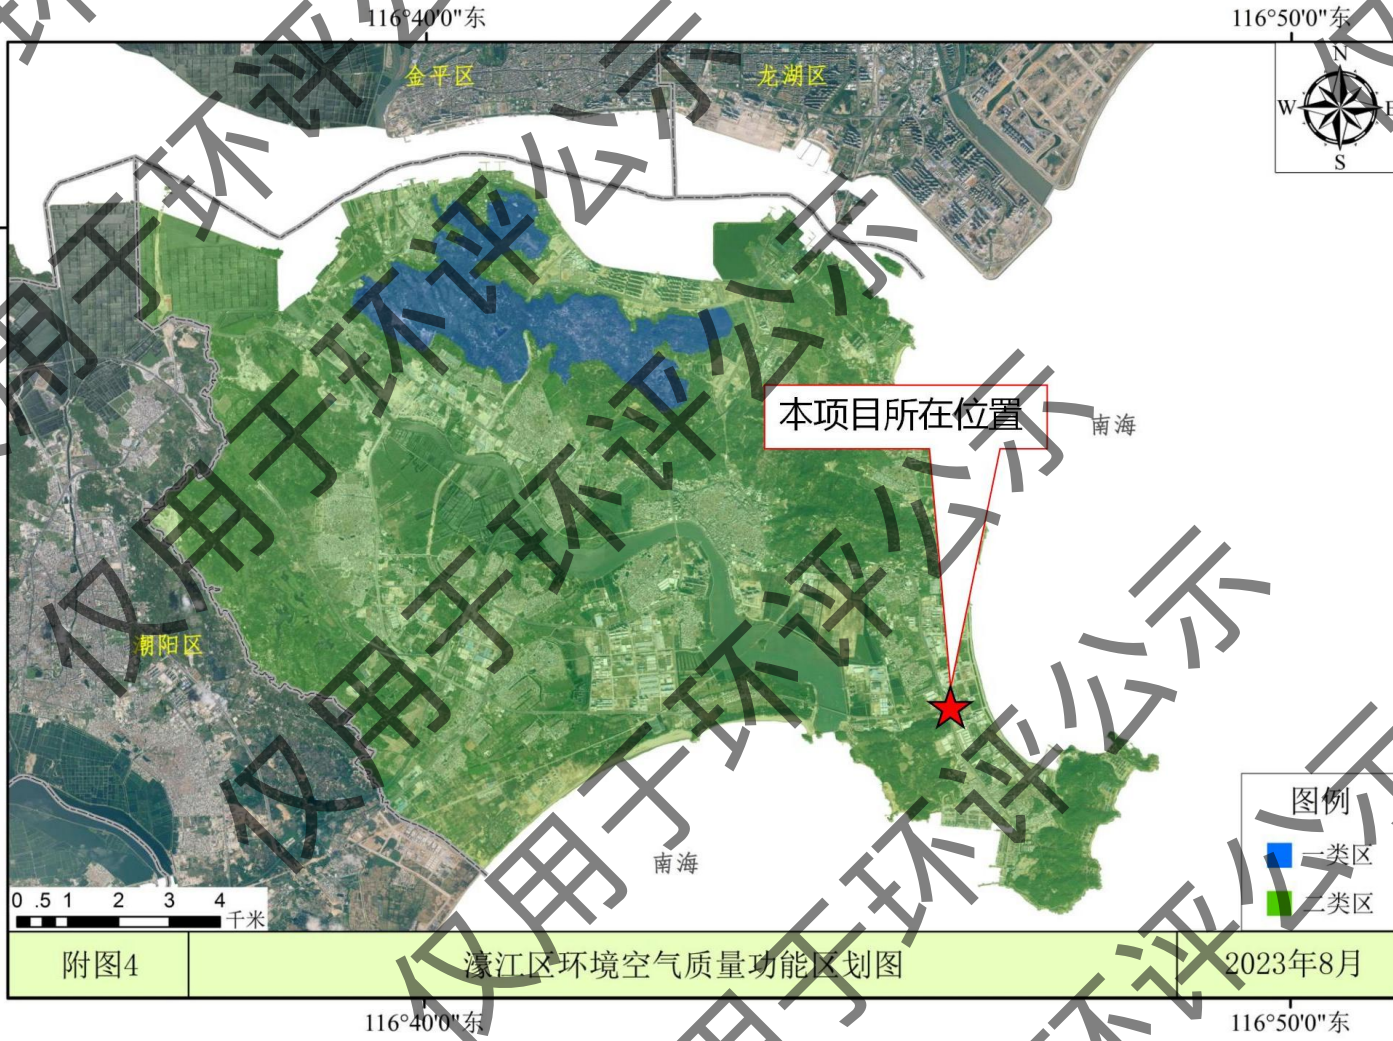 116°40'0"东
116°50'0"东
金平区
龙湖区
N
W
E
S
本项目所在位置
南海
潮阳区
南海
图例
一类区
二类区
0 .5 1 2 3 4
千米
附图4
濠江区环境空气质量功能区划图
2023年8月
116°40'0"东
116°50'0"东
仅用于环评公示
仅用于环评公示
仅用于环评公示
仅用于环评公示